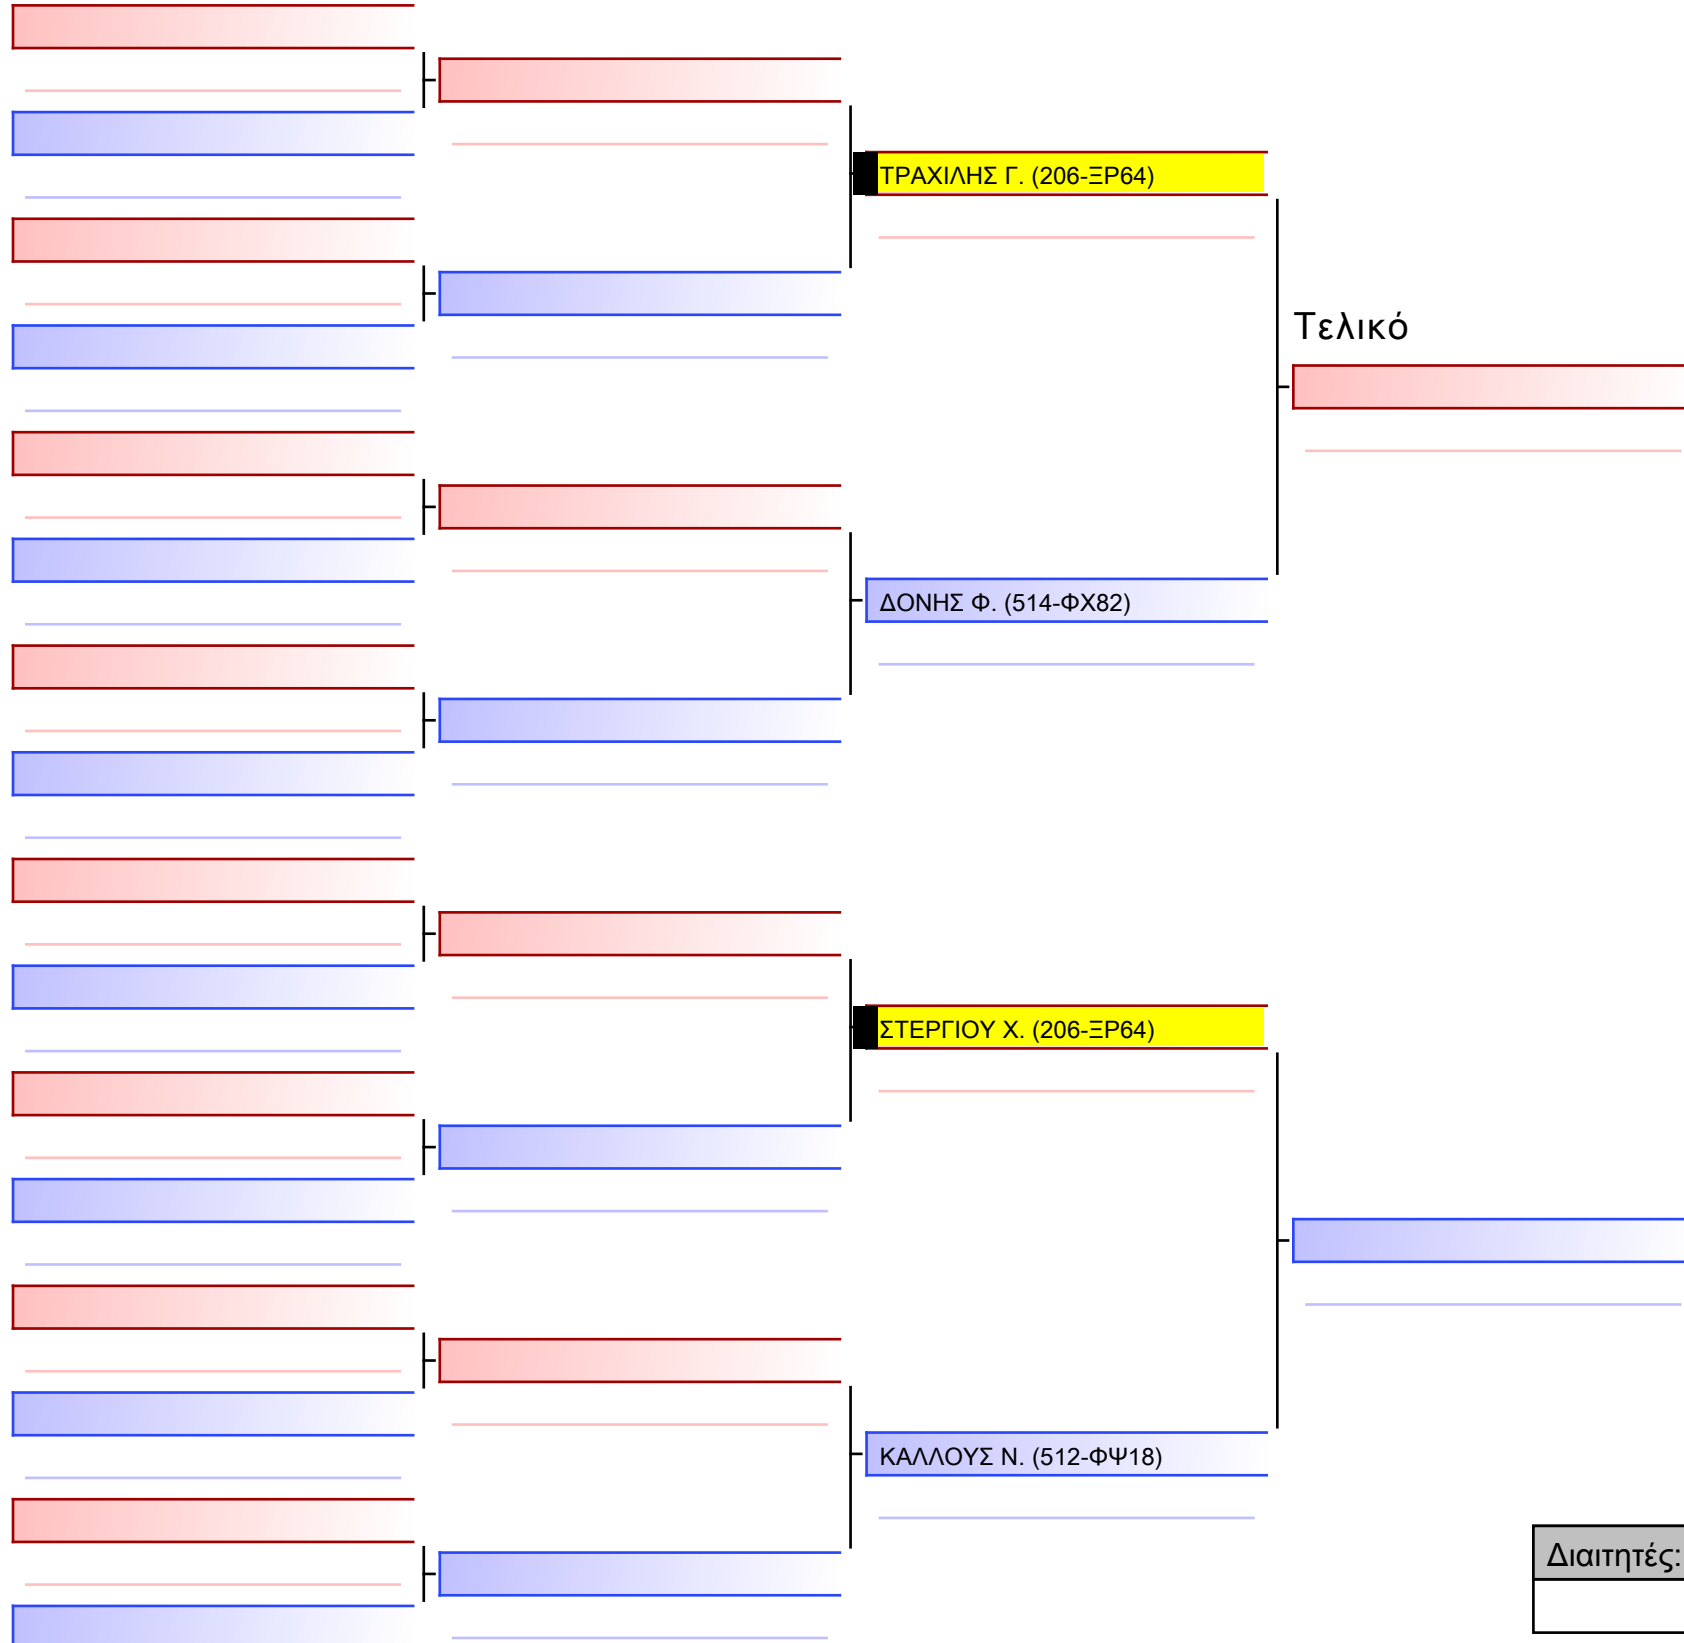 ΤΡΑΧΙΛΗΣ Γ. (206-ΞΡ64)
Τελικό
ΔΟΝΗΣ Φ. (514-ΦΧ82)
ΣΤΕΡΓΙΟΥ Χ. (206-ΞΡ64)
ΚΑΛΛΟΥΣ Ν. (512-ΦΨ18)
Διαιτητές: